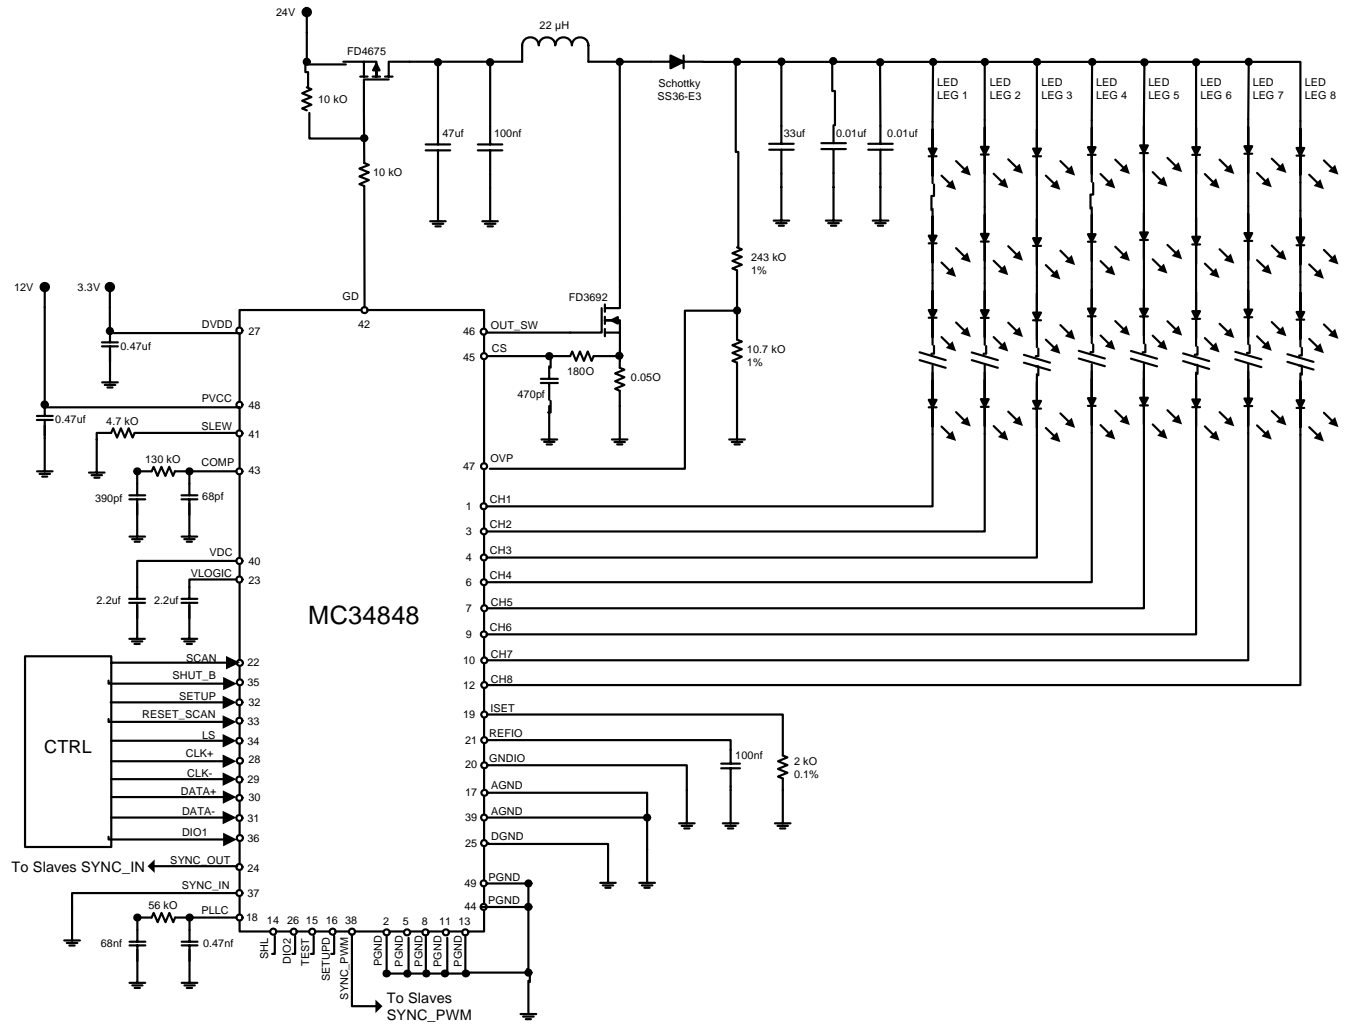 24V
22 µH
FD4675
10 kO
10 kO
47uf
100nf
Schottky
SS36-E3
33uf
0.01uf
0.01uf
LED
LEG 1
LED
LEG 2
LED
LEG 3
LED
LEG 4
LED
LEG 5
LED
LEG 6
LED
LEG 7
LED
LEG 8
243 kO
1%
10.7 kO
1%
12V
3.3V
GD
42
FD3692
DVDD
27
0.47uf
46
OUT_SW
45
CS
180O
0.05O
470pf
PVCC
48
0.47uf
4.7 kO
SLEW
41
130 kO
COMP
43
390pf
68pf
47
OVP
1
CH1
3
CH2
4
CH3
6
CH4
7
CH5
9
CH6
10
CH7
12
CH8
VDC
40
VLOGIC
23
2.2uf
2.2uf
MC34848
CTRL
SCAN
22
SHUT_B
35
SETUP
32
RESET_SCAN
33
LS
34
CLK+
28
CLK-
29
DATA+
30
DATA-
31
DIO1
36
19
ISET
21
REFIO
20
GNDIO
17
AGND
39
AGND
25
DGND
49
PGND
44
PGND
100nf
2 kO
0.1%
To Slaves SYNC_IN
SYNC_OUT
24
SYNC_IN
37
56 kO
PLLC
18
68nf
0.47nf
14
26
15
16
38
2
5
8
11
13
SHL
DIO2
TEST
SETUPD
SYNC_PWM
PGND
PGND
PGND
PGND
PGND
To Slaves
SYNC_PWM